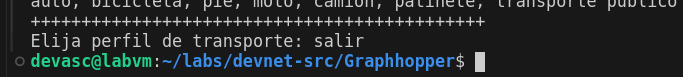 auto, bicicleta, pie, moto, camion, patinete, transporte publico
+++++++++++++++++++++++++++++++++++++++++++++
Elija perfil de transporte: salir
devasc@labvm:~/labs/devnet-src/Graphhopper$